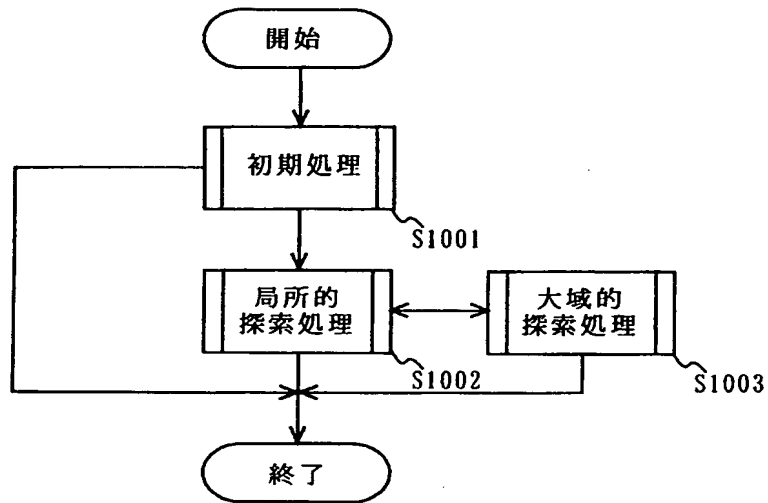 開始
初期処理
S1001
局所的
探索処理
S1002
大域的
探索処理
S1003
終了